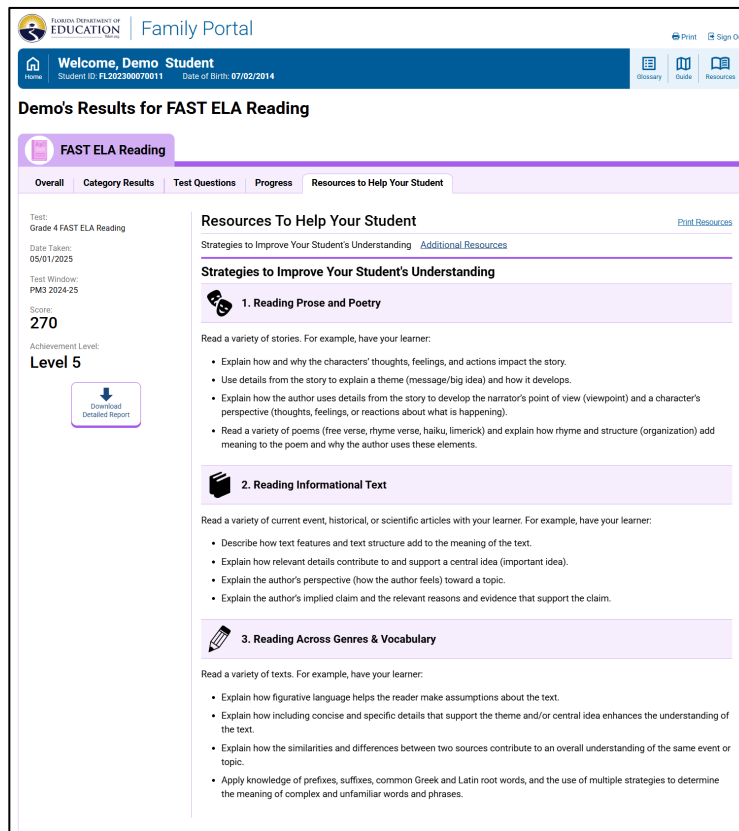 FLORIDA DEPARTMENT OF
EDUCATION
fldoe.org
Family Portal
Print
Sign O
Home
Welcome, Demo Student
Student ID: FL202300070011 Date of Birth: 07/02/2014
Glossary
Guide
Resources
Demo's Results for FAST ELA Reading
FAST ELA Reading
Overall
Category Results
Test Questions
Progress
Resources to Help Your Student
Test:
Grade 4 FAST ELA Reading
Date Taken:
05/01/2025
Test Window:
PM3 2024-25
Score:
270
Achievement Level:
Level 5
Download
Detailed Report
Resources To Help Your Student
Print Resources
Strategies to Improve Your Student's Understanding Additional Resources
Strategies to Improve Your Student's Understanding
1. Reading Prose and Poetry
Read a variety of stories. For example, have your learner:
• Explain how and why the characters' thoughts, feelings, and actions impact the story.
• Use details from the story to explain a theme (message/big idea) and how it develops.
• Explain how the author uses details from the story to develop the narrator's point of view (viewpoint) and a character's
perspective (thoughts, feelings, or reactions about what is happening).
• Read a variety of poems (free verse, rhyme verse, haiku, limerick) and explain how rhyme and structure (organization) add
meaning to the poem and why the author uses these elements.
2. Reading Informational Text
Read a variety of current event, historical, or scientific articles with your learner. For example, have your learner:
• Describe how text features and text structure add to the meaning of the text.
• Explain how relevant details contribute to and support a central idea (important idea).
• Explain the author's perspective (how the author feels) toward a topic.
• Explain the author's implied claim and the relevant reasons and evidence that support the claim.
3. Reading Across Genres & Vocabulary
Read a variety of texts. For example, have your learner:
• Explain how figurative language helps the reader make assumptions about the text.
• Explain how including concise and specific details that support the theme and/or central idea enhances the understanding of
the text.
• Explain how the similarities and differences between two sources contribute to an overall understanding of the same event or
topic.
• Apply knowledge of prefixes, suffixes, common Greek and Latin root words, and the use of multiple strategies to determine
the meaning of complex and unfamiliar words and phrases.